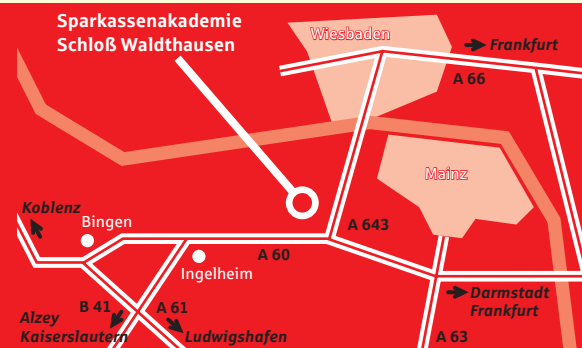 Sparkassenakademie
Schloß Waldthausen
Wiesbaden
Frankfurt
A 66
Mainz
Koblenz
Bingen
A 643
A 60
Ingelheim
Darmstadt
Frankfurt
B 41
A 61
Alzey
Kaiserslautern
Ludwigshafen
A 63